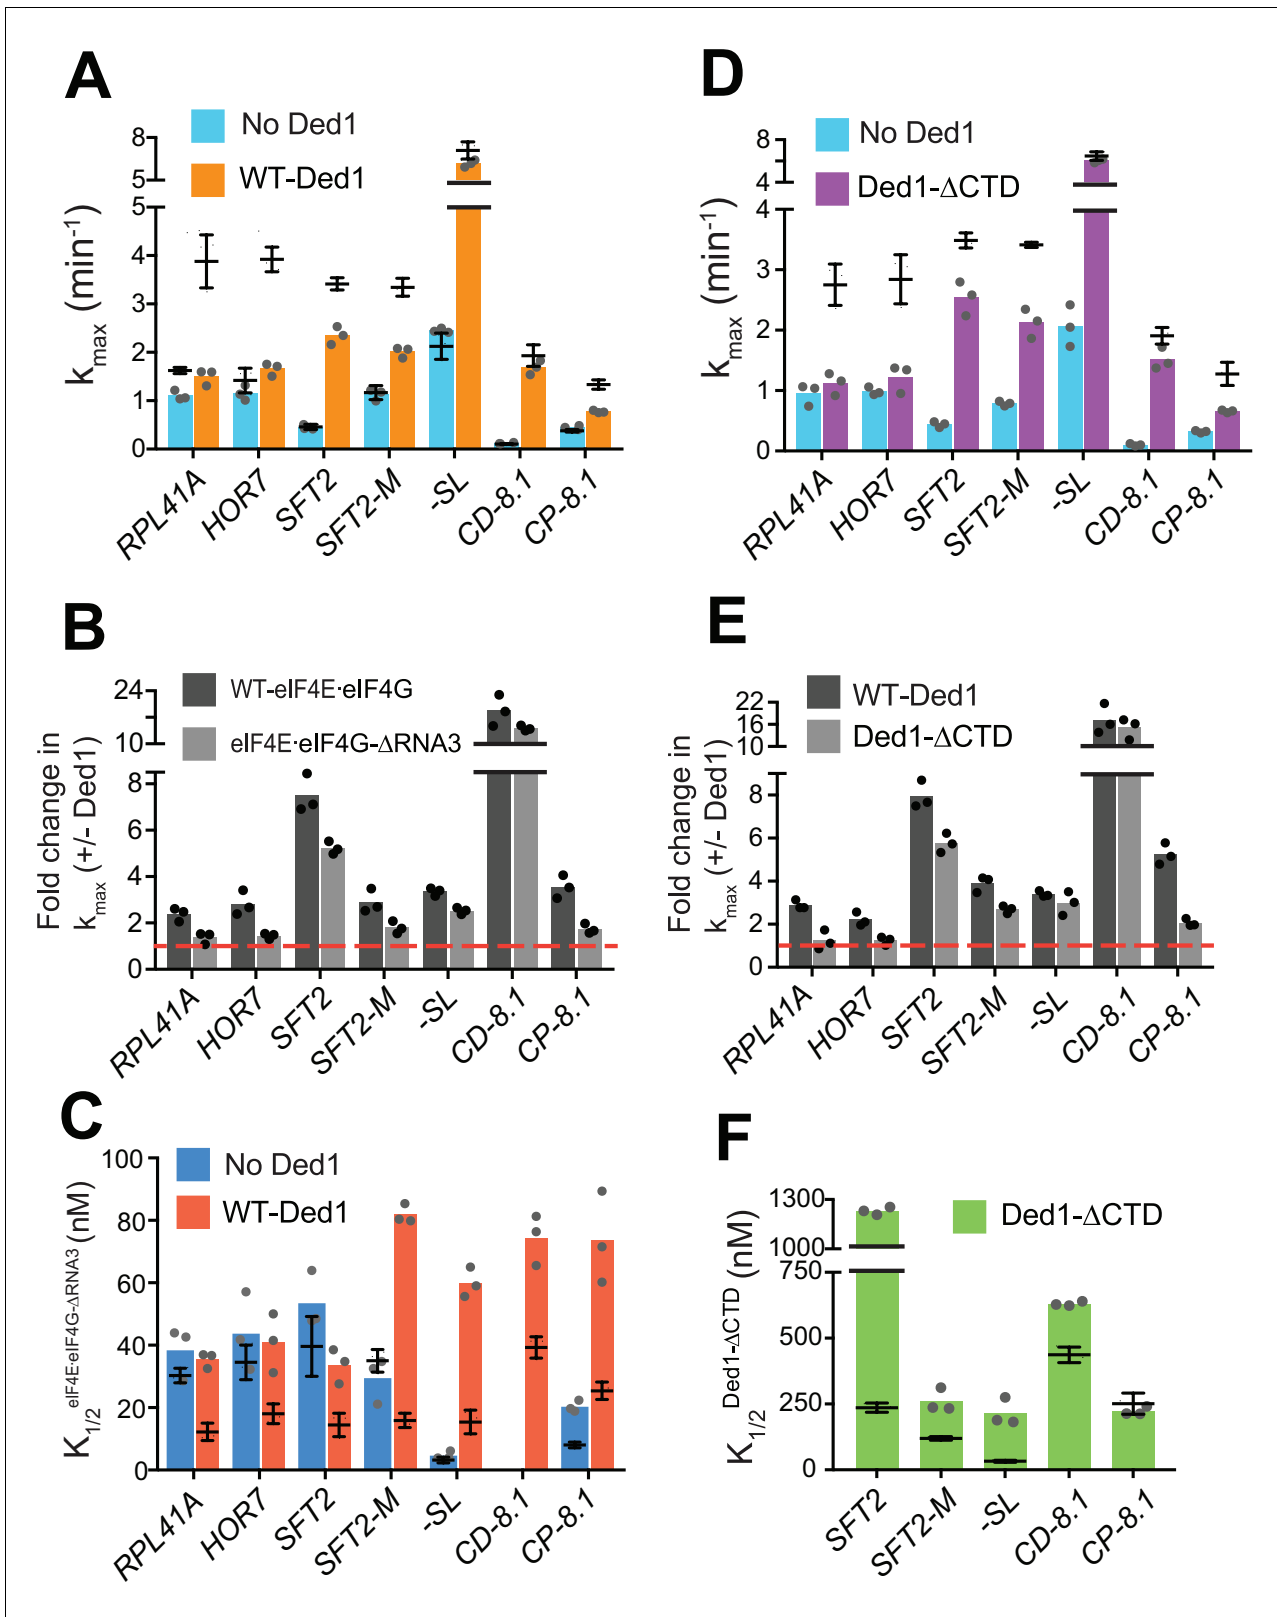 A
No Ded1
WT-Ded1
k_max (min⁻¹)
8
5
5
4
3
2
1
0
RPL41A
HOR7
SFT2
SFT2-M
-SL
CD-8.1
CP-8.1
D
No Ded1
Ded1-ΔCTD
k_max (min⁻¹)
8
4
4
3
2
1
0
RPL41A
HOR7
SFT2
SFT2-M
-SL
CD-8.1
CP-8.1
B
WT-eIF4E·eIF4G
eIF4E·eIF4G-ΔRNA3
Fold change in
k_max (+/- Ded1)
24
10
8
6
4
2
0
RPL41A
HOR7
SFT2
SFT2-M
-SL
CD-8.1
CP-8.1
E
WT-Ded1
Ded1-ΔCTD
Fold change in
k_max (+/- Ded1)
22
16
10
8
6
4
2
0
RPL41A
HOR7
SFT2
SFT2-M
-SL
CD-8.1
CP-8.1
C
No Ded1
WT-Ded1
K_1/2^eIF4E·eIF4G-ΔRNA3 (nM)
100
80
60
40
20
0
RPL41A
HOR7
SFT2
SFT2-M
-SL
CD-8.1
CP-8.1
F
Ded1-ΔCTD
K_1/2^Ded1-ΔCTD (nM)
1300
1000
750
500
250
0
SFT2
SFT2-M
-SL
CD-8.1
CP-8.1